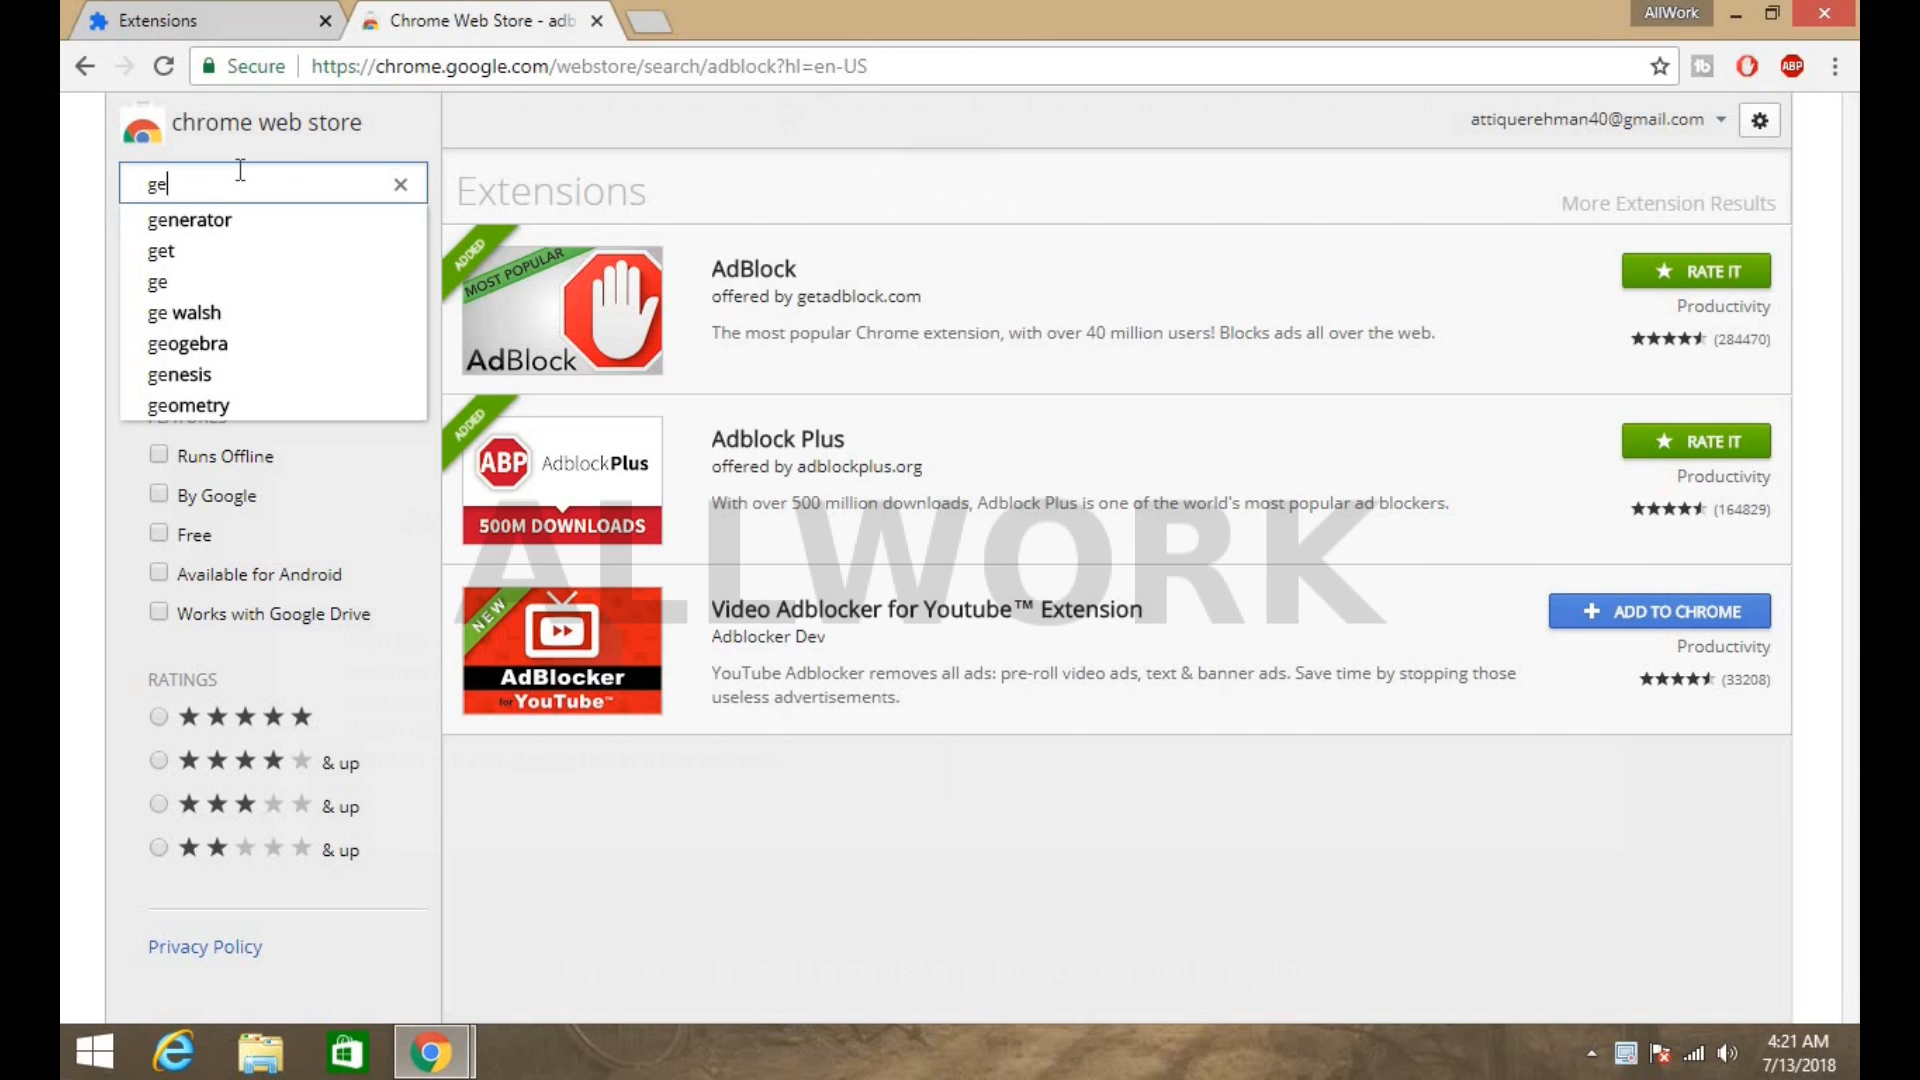 Extensions
Chrome Web Store - adb
AllWork
Secure
https://chrome.google.com/webstore/search/adblock?hl=en-US
ABP
chrome web store
attiquerehman40@gmail.com
ge
generator
get
ge
ge walsh
geogebra
genesis
geometry
FEATURES
Runs Offline
By Google
Free
Available for Android
Works with Google Drive
RATINGS
& up
& up
& up
Privacy Policy
Extensions
More Extension Results
ADDED
MOST POPULAR
AdBlock
AdBlock
offered by getadblock.com
The most popular Chrome extension, with over 40 million users! Blocks ads all over the web.
RATE IT
Productivity
(284470)
ADDED
ABP AdblockPlus
500M DOWNLOADS
Adblock Plus
offered by adblockplus.org
With over 500 million downloads, Adblock Plus is one of the world's most popular ad blockers.
RATE IT
Productivity
(164829)
ALLWORK
NEW
AdBlocker
for YouTube™
Video Adblocker for Youtube™ Extension
Adblocker Dev
YouTube Adblocker removes all ads: pre-roll video ads, text & banner ads. Save time by stopping those
useless advertisements.
ADD TO CHROME
Productivity
(33208)
4:21 AM
7/13/2018